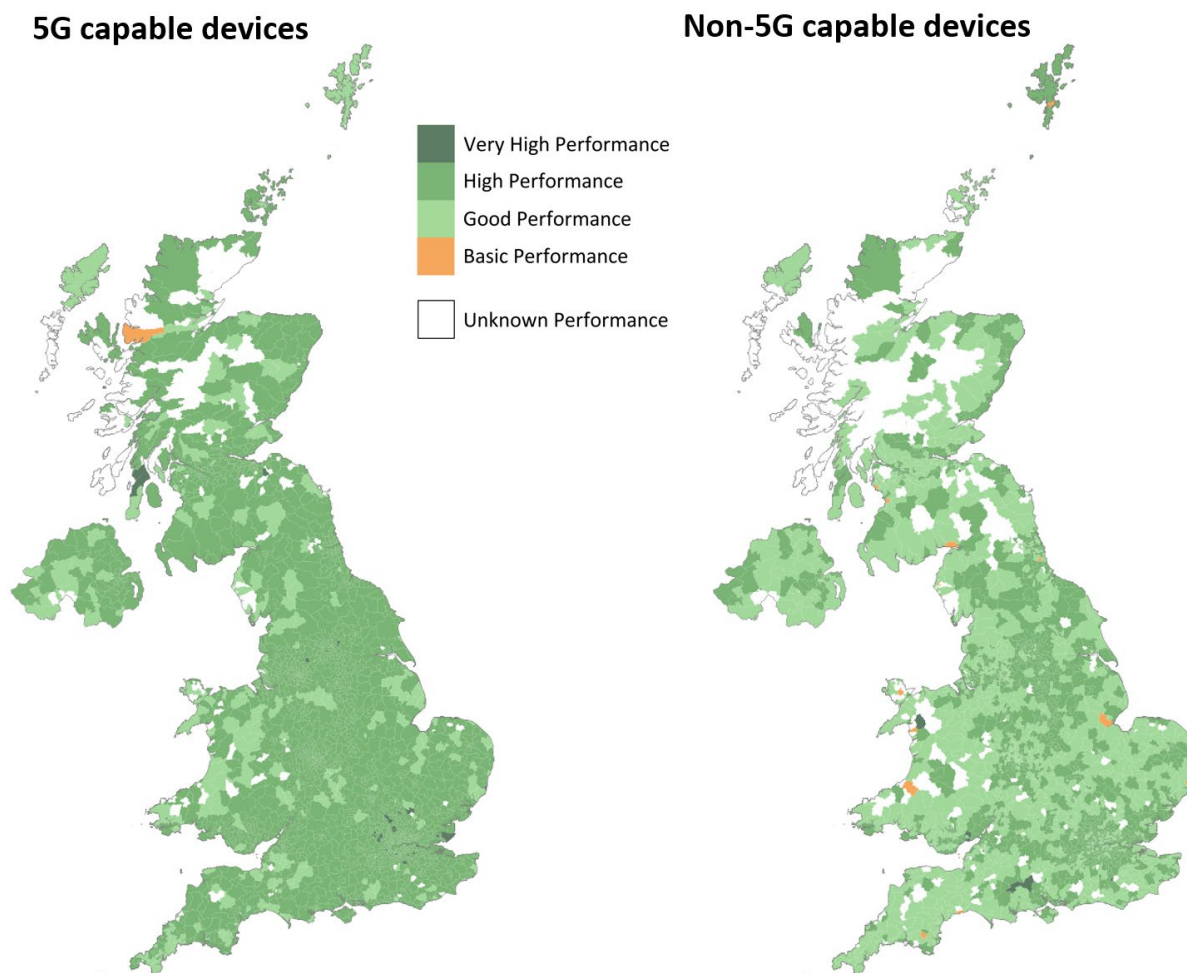 5G capable devices
Non-5G capable devices
Very High Performance
High Performance
Good Performance
Basic Performance
Unknown Performance